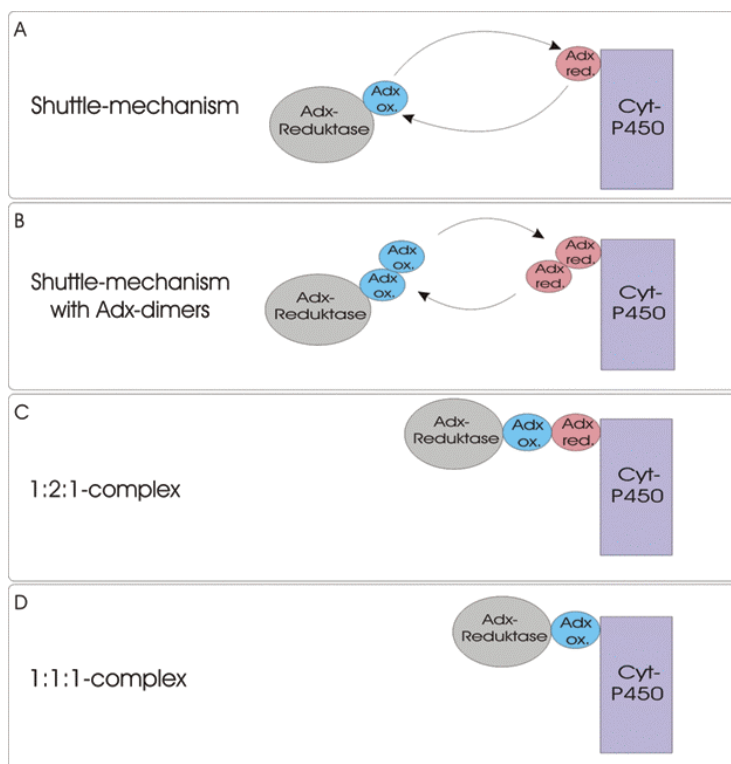 A
Shuttle-mechanism
Adx-
Reduktase
Adx
ox.
Adx
red.
Cyt-
P450
B
Shuttle-mechanism
with Adx-dimers
Adx-
Reduktase
Adx
ox.
Adx
ox.
Adx
red.
Adx
red.
Cyt-
P450
C
1:2:1-complex
Adx-
Reduktase
Adx
ox.
Adx
red.
Cyt-
P450
D
1:1:1-complex
Adx-
Reduktase
Adx
ox.
Cyt-
P450